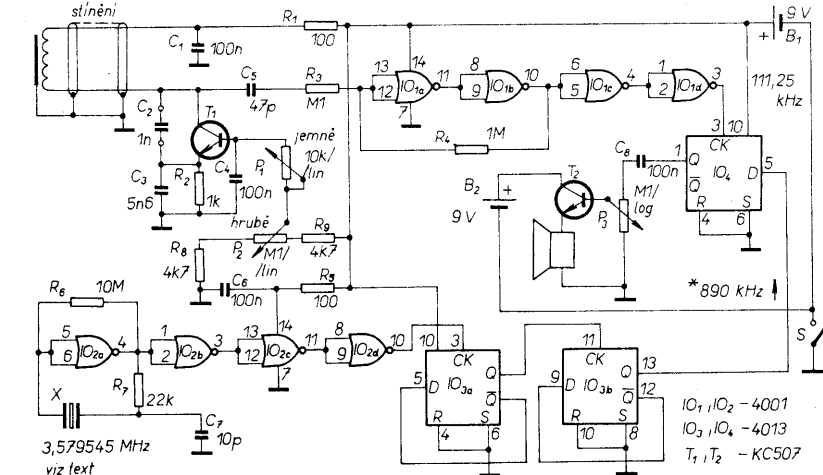 stínění
C1 100n
R1
100
9 V
+ B1
C5
47p
R3
M1
13
12
14
IO1a
11
7
8
9
IO1b
10
6
5
IO1c
4
1
2
IO1d
3
111,25
kHz
R4 1M
C2
1n
T1
C3
5n6
R2
1k
C4
100n
jemně
P1
10k/
lin
hrubě
P2
M1/
/lin
R8
4k7
R9
4k7
C6
100n
R5
100
B2 +
9V
T2
P3
M1/
log
C8
100n
3 10
CK
1 Q
D 5
Q
IO4
R S
4 6
*890 kHz
S
R6 10M
5
6
IO2a
4
1
2
IO2b
3
13
12
14
IO2c
11
7
8
9
IO2d
10
X
R7
22k
C7
10p
3,579545 MHz
viz text
10 3
CK
5 D
Q
Q
IO3a
R S
4 6
11
CK
9 D
Q 13
Q 12
IO3b
R S
10 8
IO1, IO2 - 4001
IO3, IO4 - 4013
T1, T2 - KC507